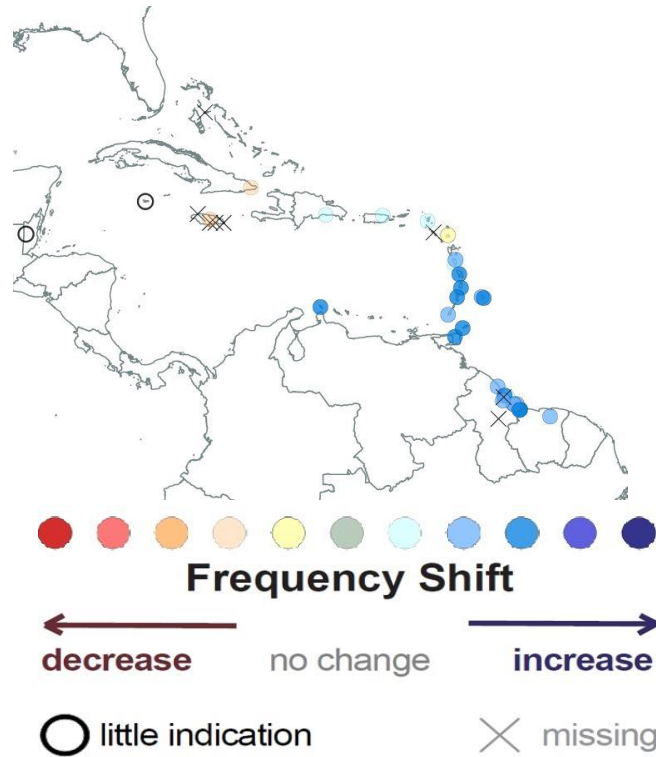 Frequency Shift
decrease no change increase
little indication missing